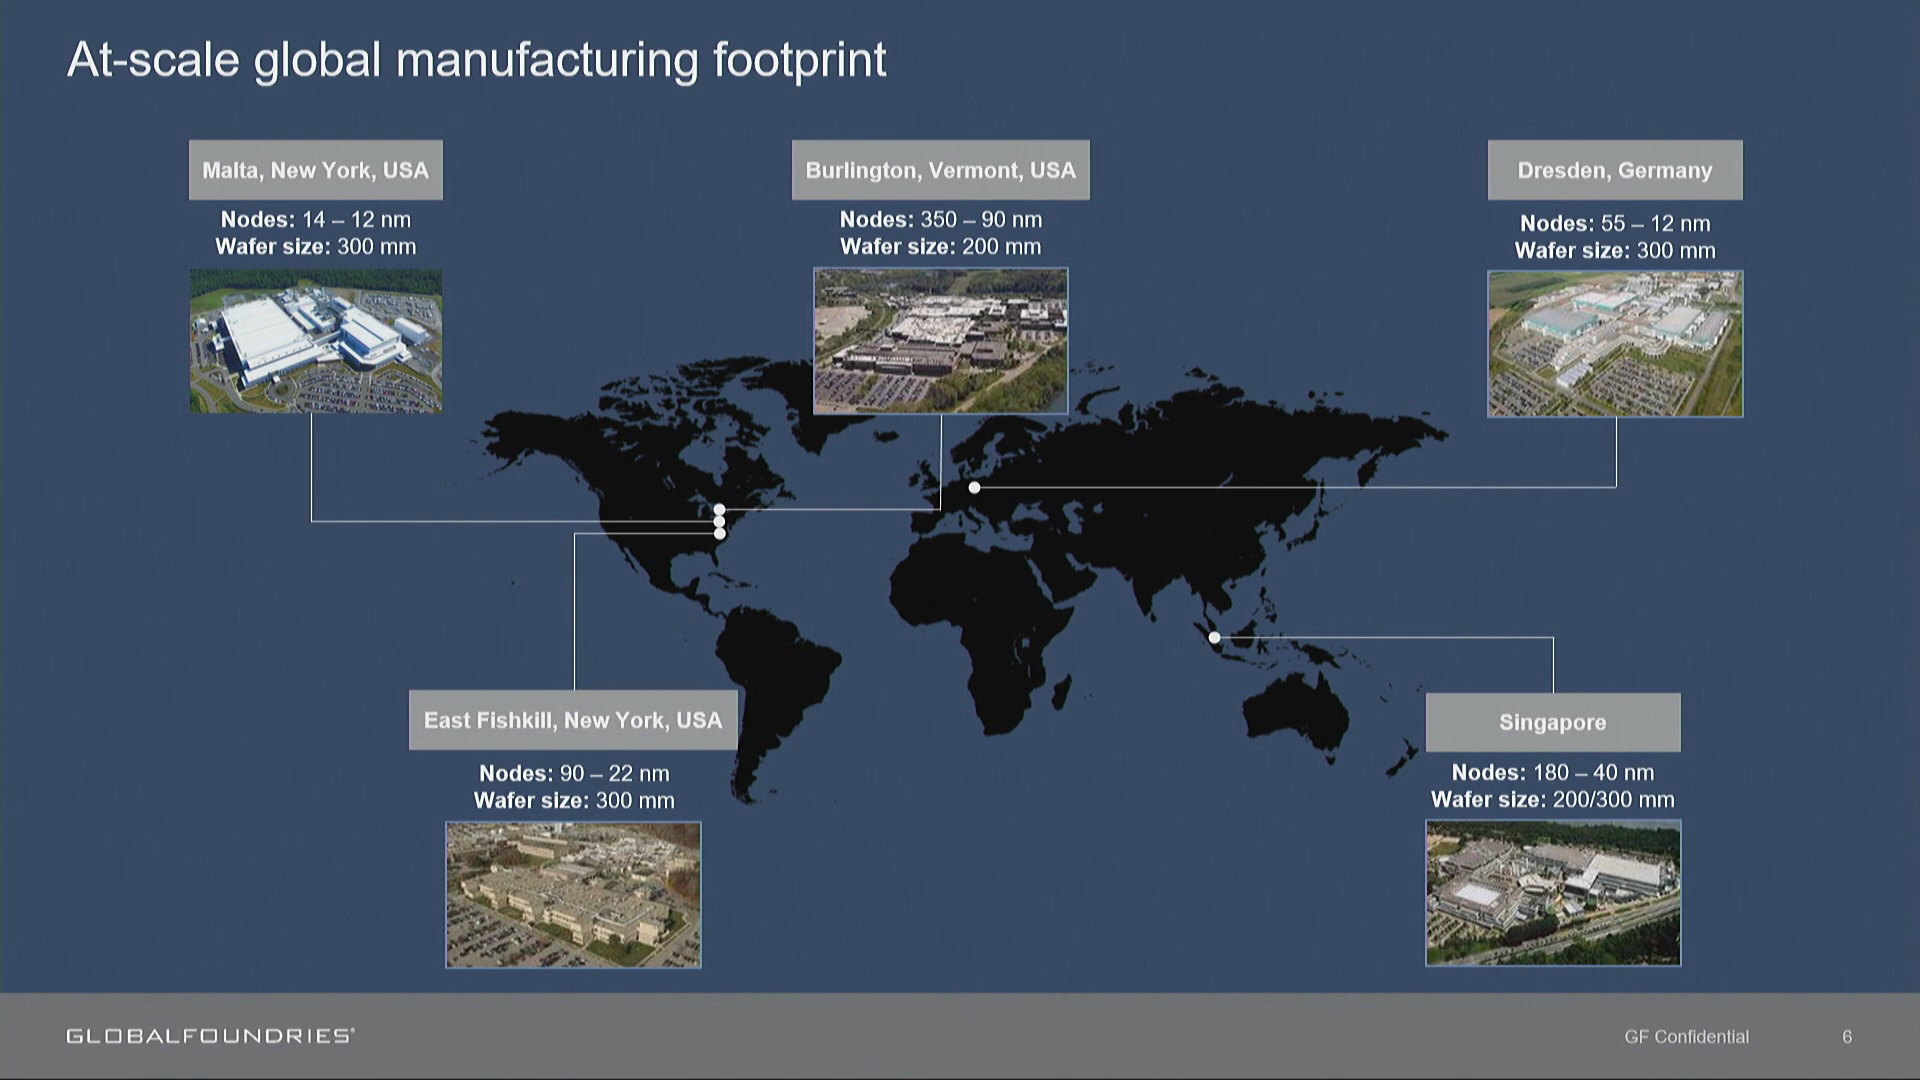 At-scale global manufacturing footprint
Malta, New York, USA
Nodes: 14 – 12 nm
Wafer size: 300 mm
Burlington, Vermont, USA
Nodes: 350 – 90 nm
Wafer size: 200 mm
Dresden, Germany
Nodes: 55 – 12 nm
Wafer size: 300 mm
East Fishkill, New York, USA
Nodes: 90 – 22 nm
Wafer size: 300 mm
Singapore
Nodes: 180 – 40 nm
Wafer size: 200/300 mm
GLOBALFOUNDRIES®
GF Confidential
6